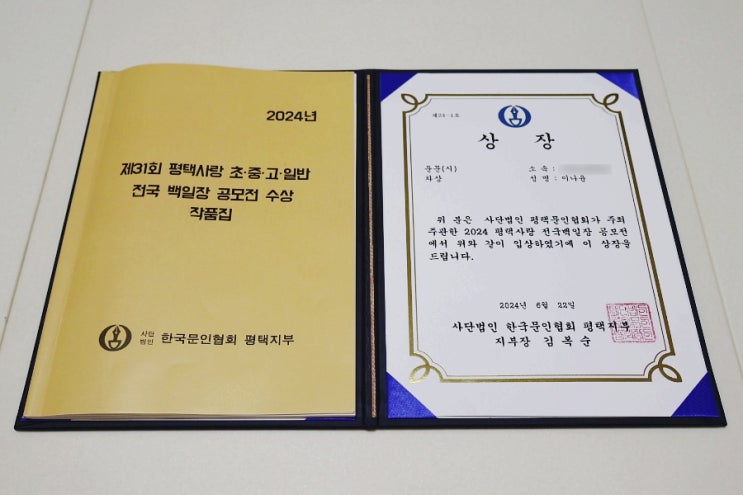 2024년
제31회 평택사랑 초·중·고·일반
전국 백일장 공모전 수상
작품집
사단
법인 한국문인협회 평택지부
제24-1호
상 장
운문(시) 소 속 :
차상 성 명 : 이나윤
위 분은 사단법인 평택문인협회가 주최
주관한 2024 평택사랑 전국백일장 공모전
에서 위와 같이 입상하였기에 이 상장을
드립니다.
2024년 6월 22일
사단법인 한국문인협회 평택지부
지부장 김복순